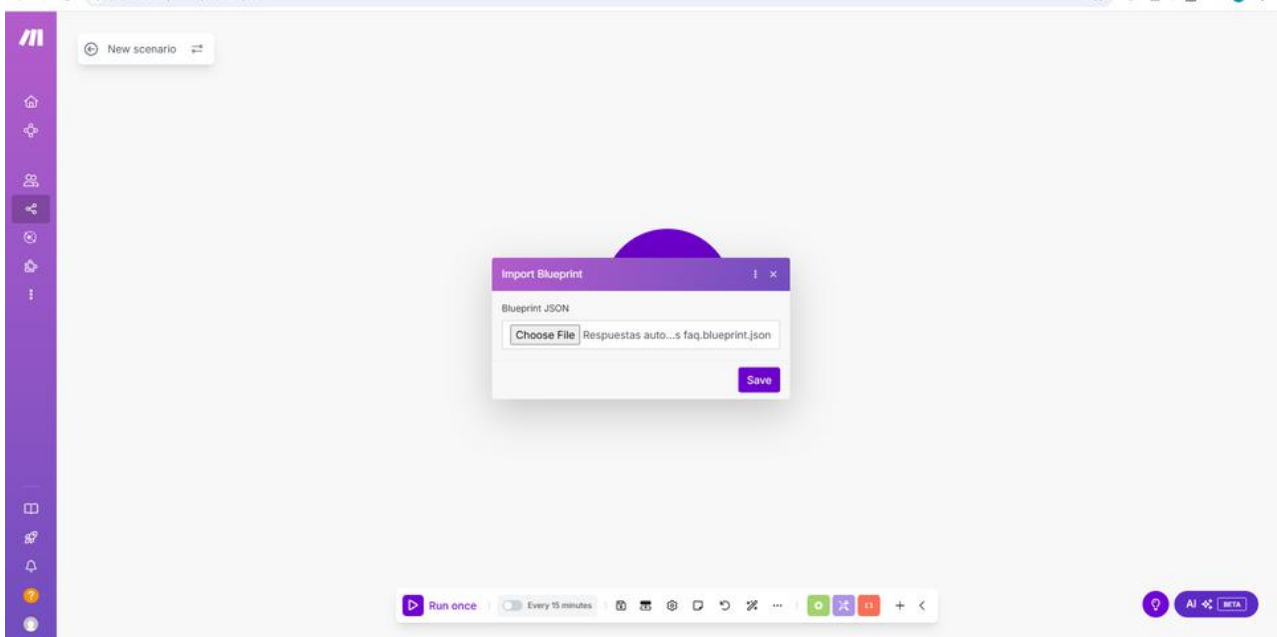 New scenario
Import Blueprint
Blueprint JSON
Choose File Respuestas auto...s faq.blueprint.json
Save
Run once Every 15 minutes
AI BETA